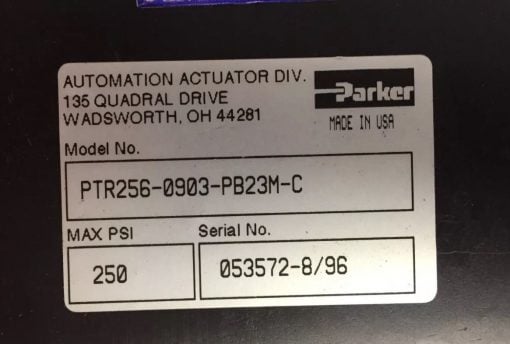 AUTOMATION ACTUATOR DIV.
135 QUADRAL DRIVE
WADSWORTH, OH 44281
Parker
MADE IN USA
Model No.
PTR256-0903-PB23M-C
MAX PSI
250
Serial No.
053572-8/96